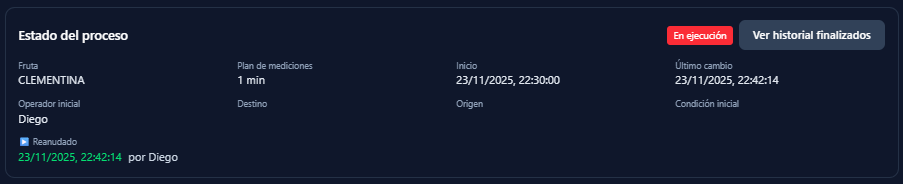 Estado del proceso
En ejecución
Ver historial finalizados
Fruta
Plan de mediciones
Inicio
Último cambio
CLEMENTINA
1 min
23/11/2025, 22:30:00
23/11/2025, 22:42:14
Operador inicial
Destino
Origen
Condición inicial
Diego
Reanudado
23/11/2025, 22:42:14 por Diego